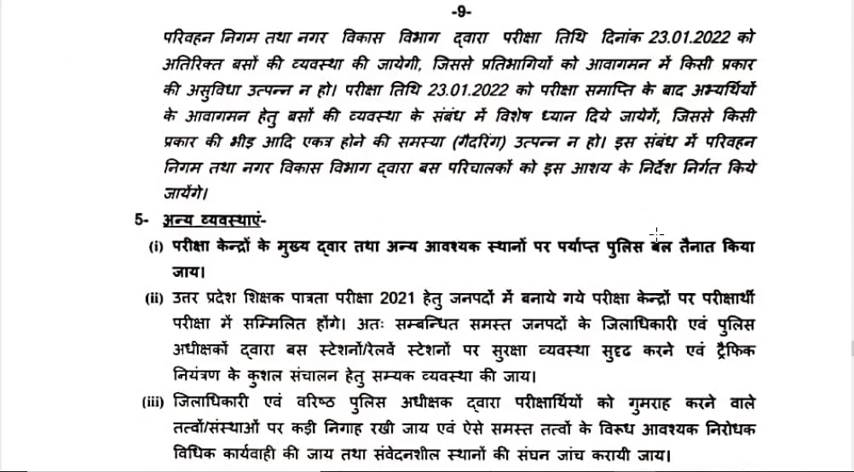 -9-
परिवहन निगम तथा नगर विकास विभाग द्वारा परीक्षा तिथि दिनांक 23.01.2022 को
अतिरिक्त बसों की व्यवस्था की जायेगी, जिससे प्रतिभागियों को आवागमन में किसी प्रकार
की असुविधा उत्पन्न न हो। परीक्षा तिथि 23.01.2022 को परीक्षा समाप्ति के बाद अभ्यर्थियों
के आवागमन हेतु बसों की व्यवस्था के संबंध में विशेष ध्यान दिये जायेगें, जिससे किसी
प्रकार की भीड़ आदि एकत्र होने की समस्या (गैदरिंग) उत्पन्न न हो। इस संबंध में परिवहन
निगम तथा नगर विकास विभाग द्वारा बस परिचालकों को इस आशय के निर्देश निर्गत किये
जायेंगे।
5- अन्य व्यवस्थाएं-
(i) परीक्षा केन्द्रों के मुख्य द्वार तथा अन्य आवश्यक स्थानों पर पर्याप्त पुलिस बल तैनात किया
जाय।
(ii) उत्तर प्रदेश शिक्षक पात्रता परीक्षा 2021 हेतु जनपदों में बनाये गये परीक्षा केन्द्रों पर परीक्षार्थी
परीक्षा में सम्मिलित होंगे। अतः सम्बन्धित समस्त जनपदों के जिलाधिकारी एवं पुलिस
अधीक्षकों द्वारा बस स्टेशनों/रेलवें स्टेशनों पर सुरक्षा व्यवस्था सुदृढ करने एवं ट्रैफिक
नियंत्रण के कुशल संचालन हेतु सम्यक व्यवस्था की जाय।
(iii) जिलाधिकारी एवं वरिष्ठ पुलिस अधीक्षक द्वारा परीक्षार्थियों को गुमराह करने वाले
तत्वों/संस्थाओं पर कड़ी निगाह रखी जाय एवं ऐसे समस्त तत्वों के विरूध आवश्यक निरोधक
विधिक कार्यवाही की जाय तथा संवेदनशील स्थानों की संघन जांच करायी जाय।